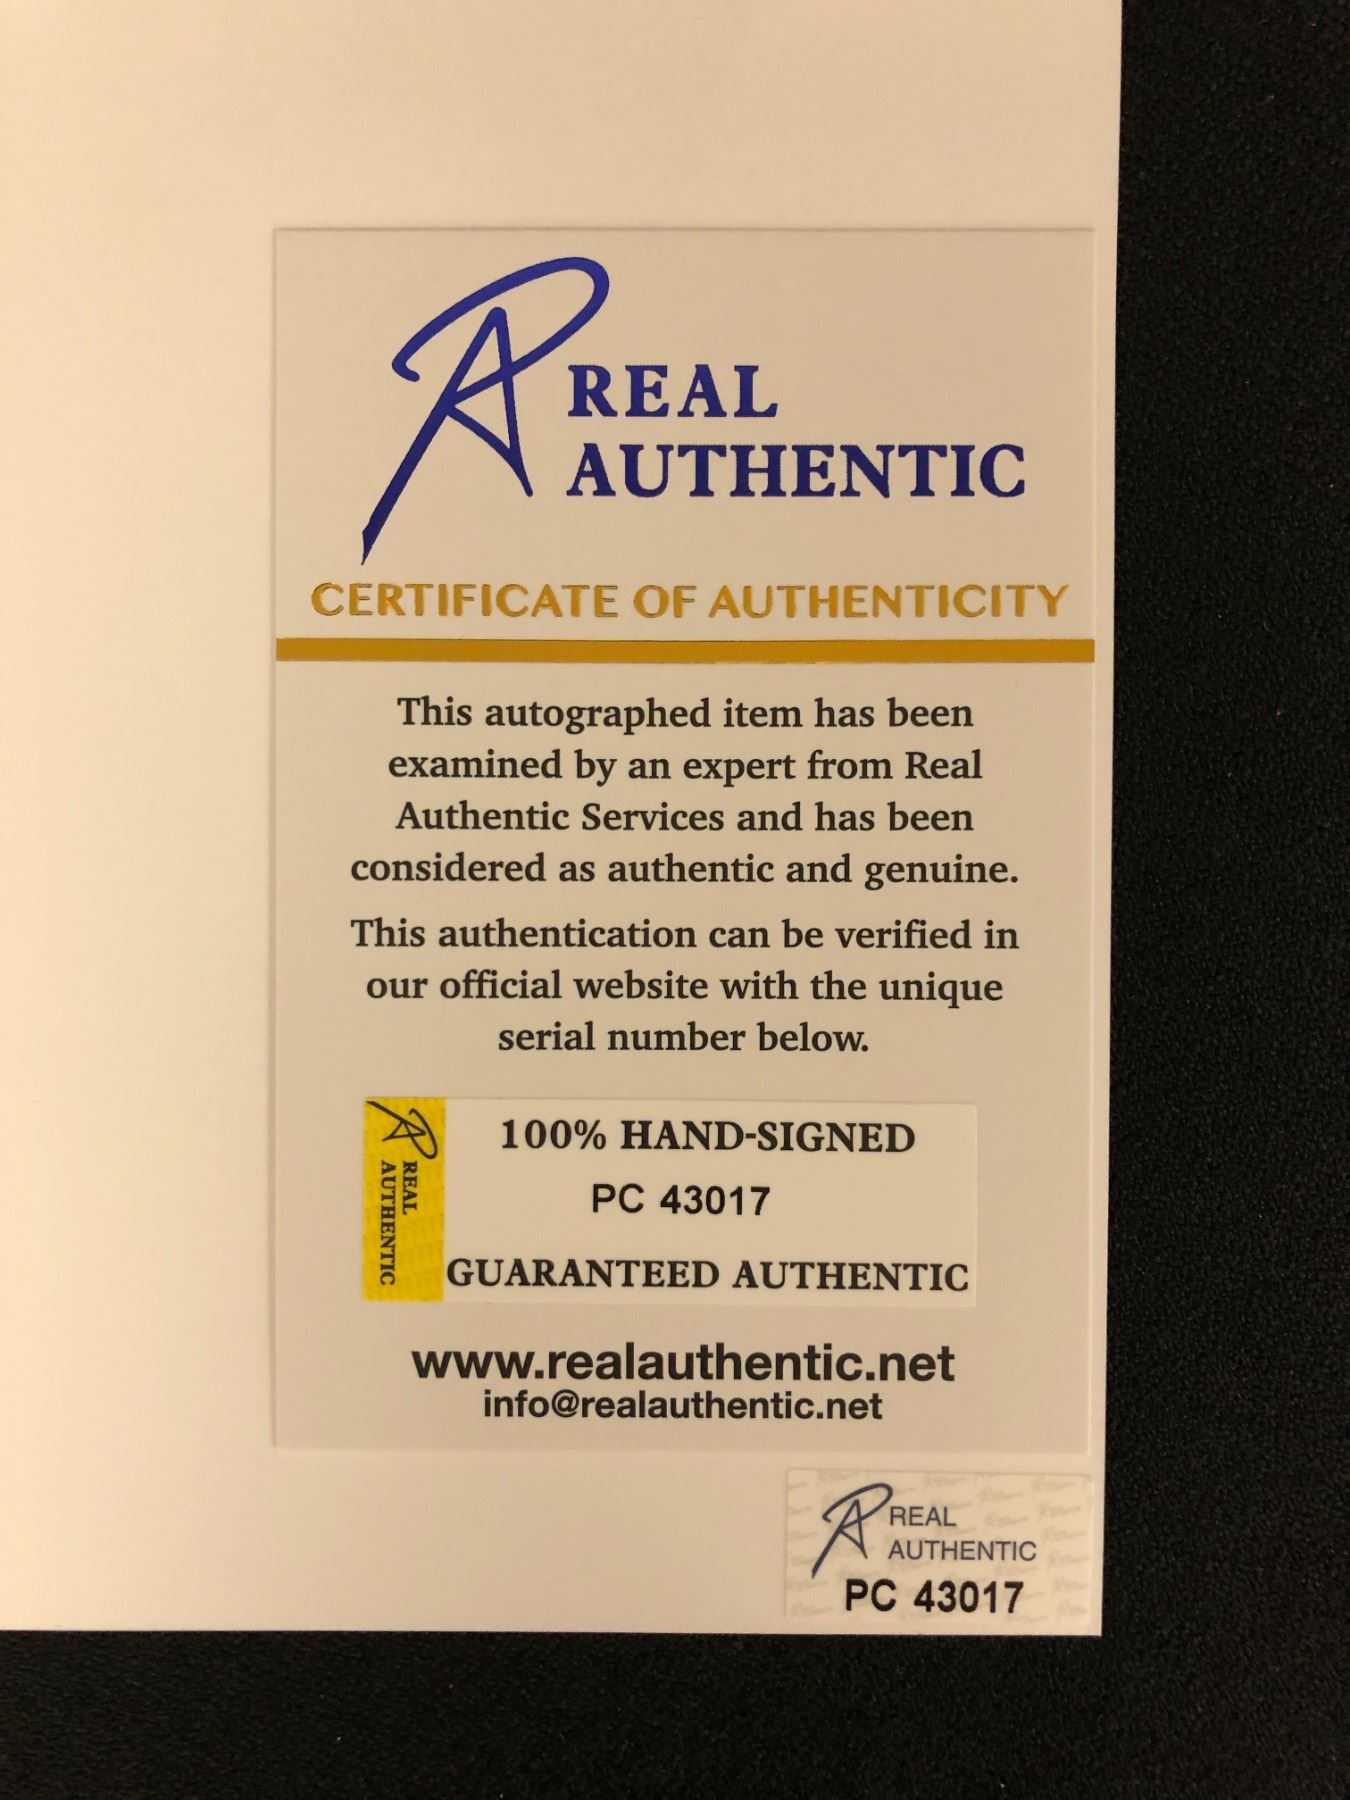 REAL
AUTHENTIC
CERTIFICATE OF AUTHENTICITY
This autographed item has been
examined by an expert from Real
Authentic Services and has been
considered as authentic and genuine.
This authentication can be verified in
our official website with the unique
serial number below.
REAL
AUTHENTIC
100% HAND-SIGNED
PC 43017
GUARANTEED AUTHENTIC
www.realauthentic.net
info@realauthentic.net
REAL
AUTHENTIC
PC 43017